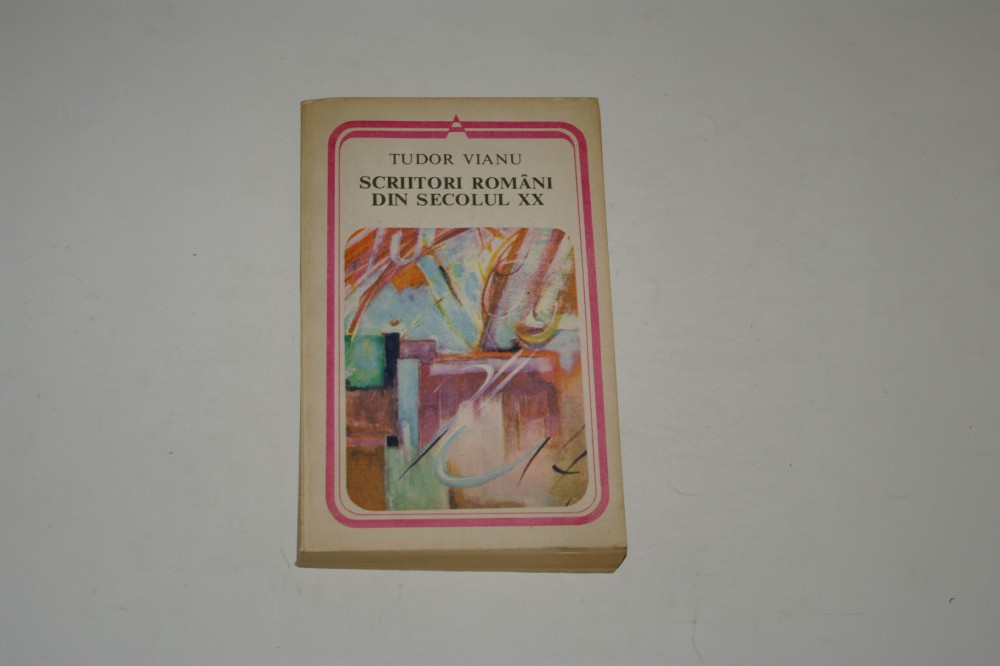 TUDOR VIANU
SCRIITORI ROMÂNI
DIN SECOLUL XX